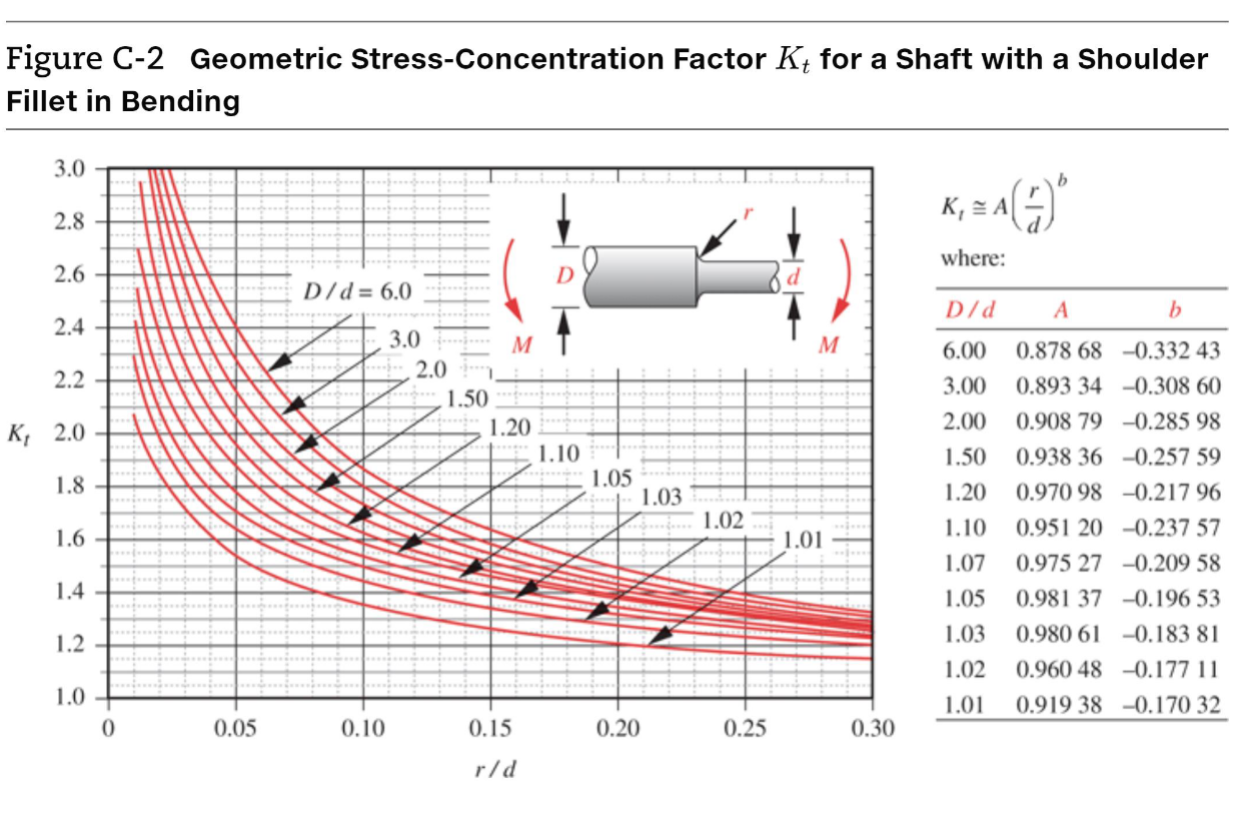 Figure C-2 Geometric Stress-Concentration Factor Kt for a Shaft with a Shoulder
Fillet in Bending
3.0
2.8
2.6
2.4
2.2
2.0
1.8
1.6
1.4
1.2
1.0
Kt
0
0.05
0.10
0.15
0.20
0.25
0.30
r / d
D / d = 6.0
3.0
2.0
1.50
1.20
1.10
1.05
1.03
1.02
1.01
r
D
d
M
M
Kt ≅ A(r/d)^b
where:
D / d A b
6.00 0.878 68 –0.332 43
3.00 0.893 34 –0.308 60
2.00 0.908 79 –0.285 98
1.50 0.938 36 –0.257 59
1.20 0.970 98 –0.217 96
1.10 0.951 20 –0.237 57
1.07 0.975 27 –0.209 58
1.05 0.981 37 –0.196 53
1.03 0.980 61 –0.183 81
1.02 0.960 48 –0.177 11
1.01 0.919 38 –0.170 32